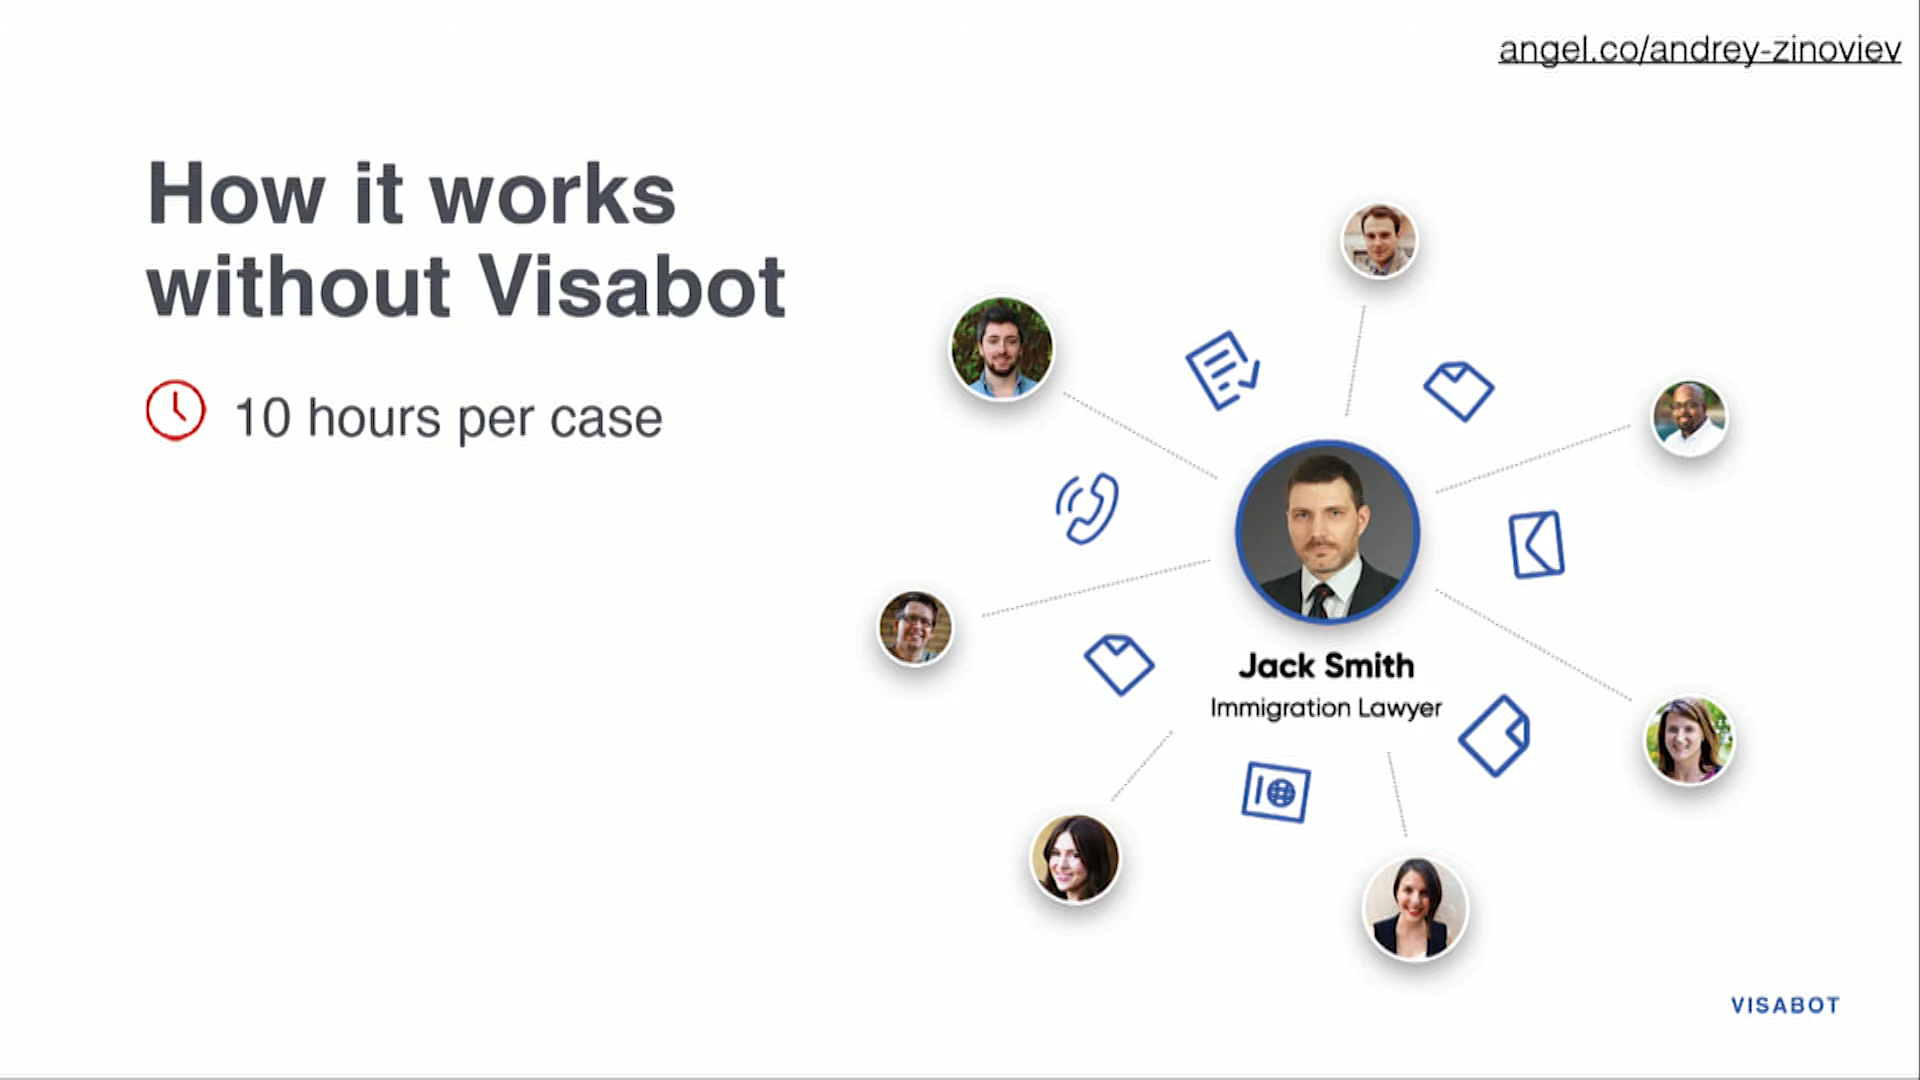 angel.co/andrey-zinoviev
How it works
without Visabot
10 hours per case
Jack Smith
Immigration Lawyer
VISABOT